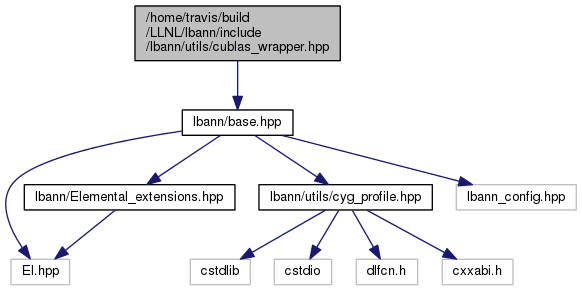 /home/travis/build
/LLNL/lbann/include
/lbann/utils/cublas_wrapper.hpp
lbann/base.hpp
lbann/Elemental_extensions.hpp
lbann/utils/cyg_profile.hpp
lbann_config.hpp
El.hpp
cstdlib
cstdio
dlfcn.h
cxxabi.h